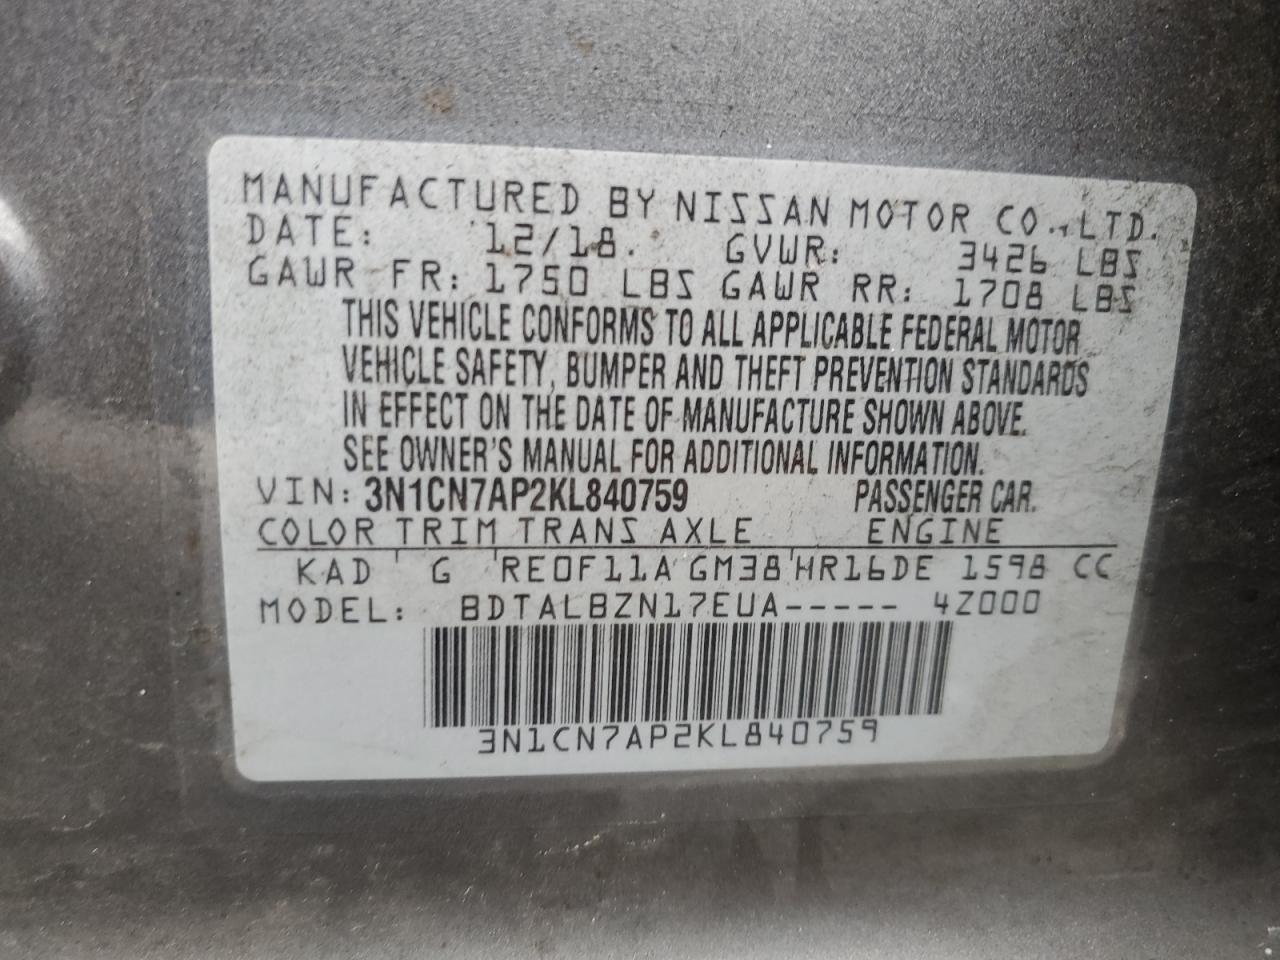 MANUFACTURED BY NISSAN MOTOR CO., LTD.
DATE: 12/18. GVWR: 3426 LBS
GAWR FR: 1750 LBS GAWR RR: 1708 LBS
THIS VEHICLE CONFORMS TO ALL APPLICABLE FEDERAL MOTOR
VEHICLE SAFETY, BUMPER AND THEFT PREVENTION STANDARDS
IN EFFECT ON THE DATE OF MANUFACTURE SHOWN ABOVE.
SEE OWNER'S MANUAL FOR ADDITIONAL INFORMATION.
VIN: 3N1CN7AP2KL840759 PASSENGER CAR.
COLOR TRIM TRANS AXLE ENGINE
KAD G RE0F11A GM38 HR16DE 1598 CC
MODEL: BDTALBZN17EUA----- 4Z000
3N1CN7AP2KL840759